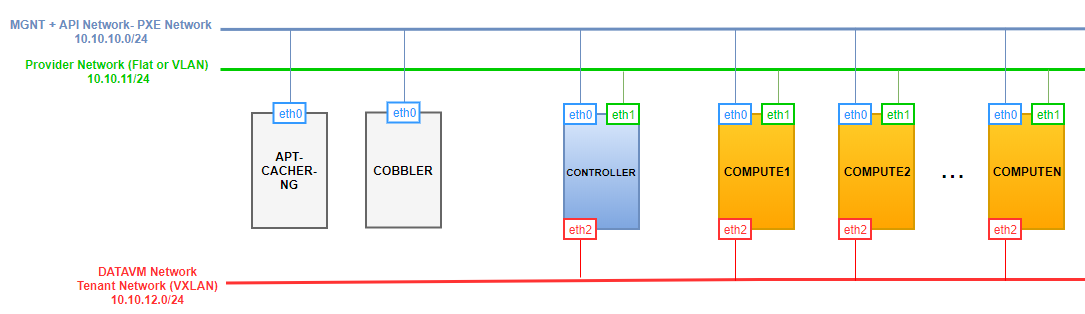 MGNT + API Network- PXE Network
10.10.10.0/24
Provider Network (Flat or VLAN)
10.10.11/24
eth0
eth0
eth0
eth1
eth0
eth1
eth0
eth1
eth0
eth1
APT-
CACHER-
NG
COBBLER
CONTROLLER
COMPUTE1
COMPUTE2
...
COMPUTEN
eth2
eth2
eth2
eth2
DATAVM Network
Tenant Network (VXLAN)
10.10.12.0/24